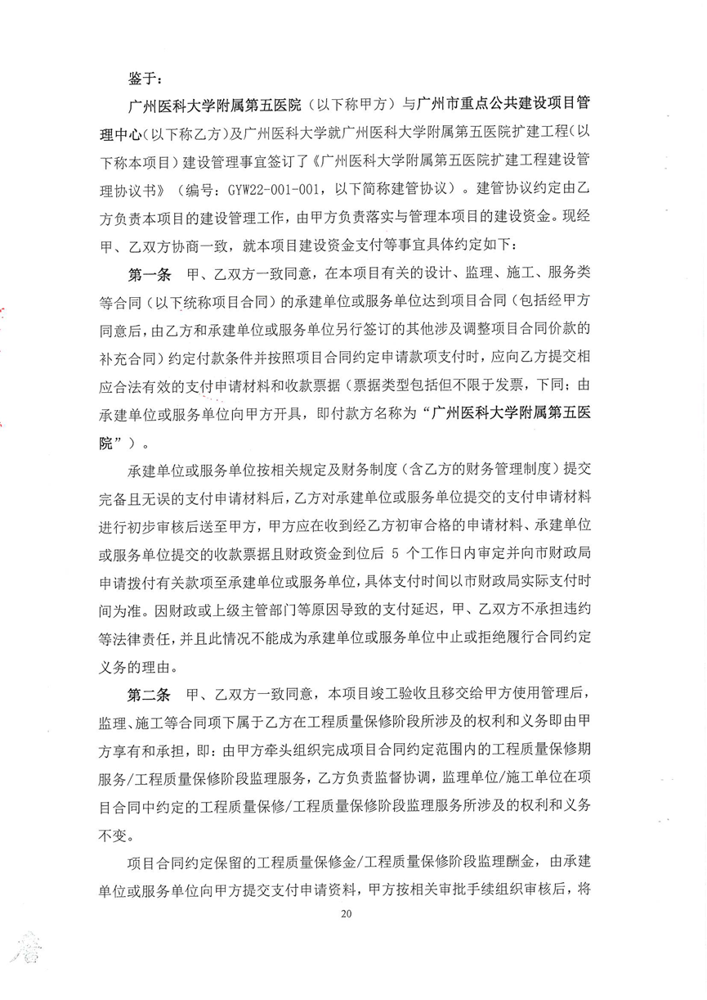 鉴于：
广州医科大学附属第五医院（以下称甲方）与广州市重点公共建设项目管
理中心（以下称乙方）及广州医科大学就广州医科大学附属第五医院扩建工程（以
下称本项目）建设管理事宜签订了《广州医科大学附属第五医院扩建工程建设管
理协议书》（编号：GYW22-001-001，以下简称建管协议）。建管协议约定由乙
方负责本项目的建设管理工作，由甲方负责落实与管理本项目的建设资金。现经
甲、乙双方协商一致，就本项目建设资金支付等事宜具体约定如下：
第一条 甲、乙双方一致同意，在本项目有关的设计、监理、施工、服务类
等合同（以下统称项目合同）的承建单位或服务单位达到项目合同（包括经甲方
同意后，由乙方和承建单位或服务单位另行签订的其他涉及调整项目合同价款的
补充合同）约定付款条件并按照项目合同约定申请款项支付时，应向乙方提交相
应合法有效的支付申请材料和收款票据（票据类型包括但不限于发票，下同；由
承建单位或服务单位向甲方开具，即付款方名称为“广州医科大学附属第五医
院”）。
承建单位或服务单位按相关规定及财务制度（含乙方的财务管理制度）提交
完备且无误的支付申请材料后，乙方对承建单位或服务单位提交的支付申请材料
进行初步审核后送至甲方，甲方应在收到经乙方初审合格的申请材料、承建单位
或服务单位提交的收款票据且财政资金到位后 5 个工作日内审定并向市财政局
申请拨付有关款项至承建单位或服务单位，具体支付时间以市财政局实际支付时
间为准。因财政或上级主管部门等原因导致的支付延迟，甲、乙双方不承担违约
等法律责任，并且此情况不能成为承建单位或服务单位中止或拒绝履行合同约定
义务的理由。
第二条 甲、乙双方一致同意，本项目竣工验收且移交给甲方使用管理后，
监理、施工等合同项下属于乙方在工程质量保修阶段所涉及的权利和义务即由甲
方享有和承担，即：由甲方牵头组织完成项目合同约定范围内的工程质量保修期
服务/工程质量保修阶段监理服务，乙方负责监督协调，监理单位/施工单位在项
目合同中约定的工程质量保修/工程质量保修阶段监理服务所涉及的权利和义务
不变。
项目合同约定保留的工程质量保修金/工程质量保修阶段监理酬金，由承建
单位或服务单位向甲方提交支付申请资料，甲方按相关审批手续组织审核后，将
20